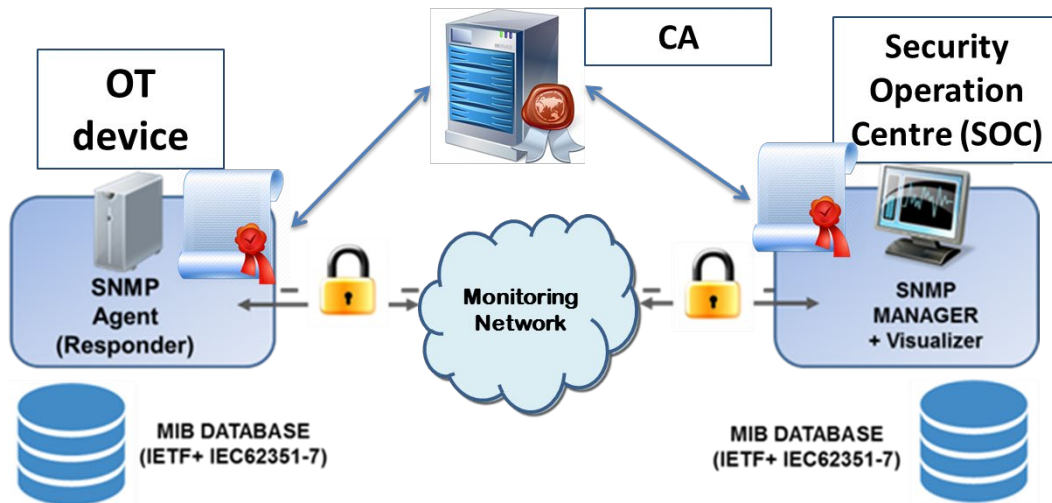 OT
device
CA
Security
Operation
Centre (SOC)
SNMP
Agent
(Responder)
Monitoring
Network
SNMP
MANAGER
+ Visualizer
MIB DATABASE
(IETF+ IEC62351-7)
MIB DATABASE
(IETF+ IEC62351-7)